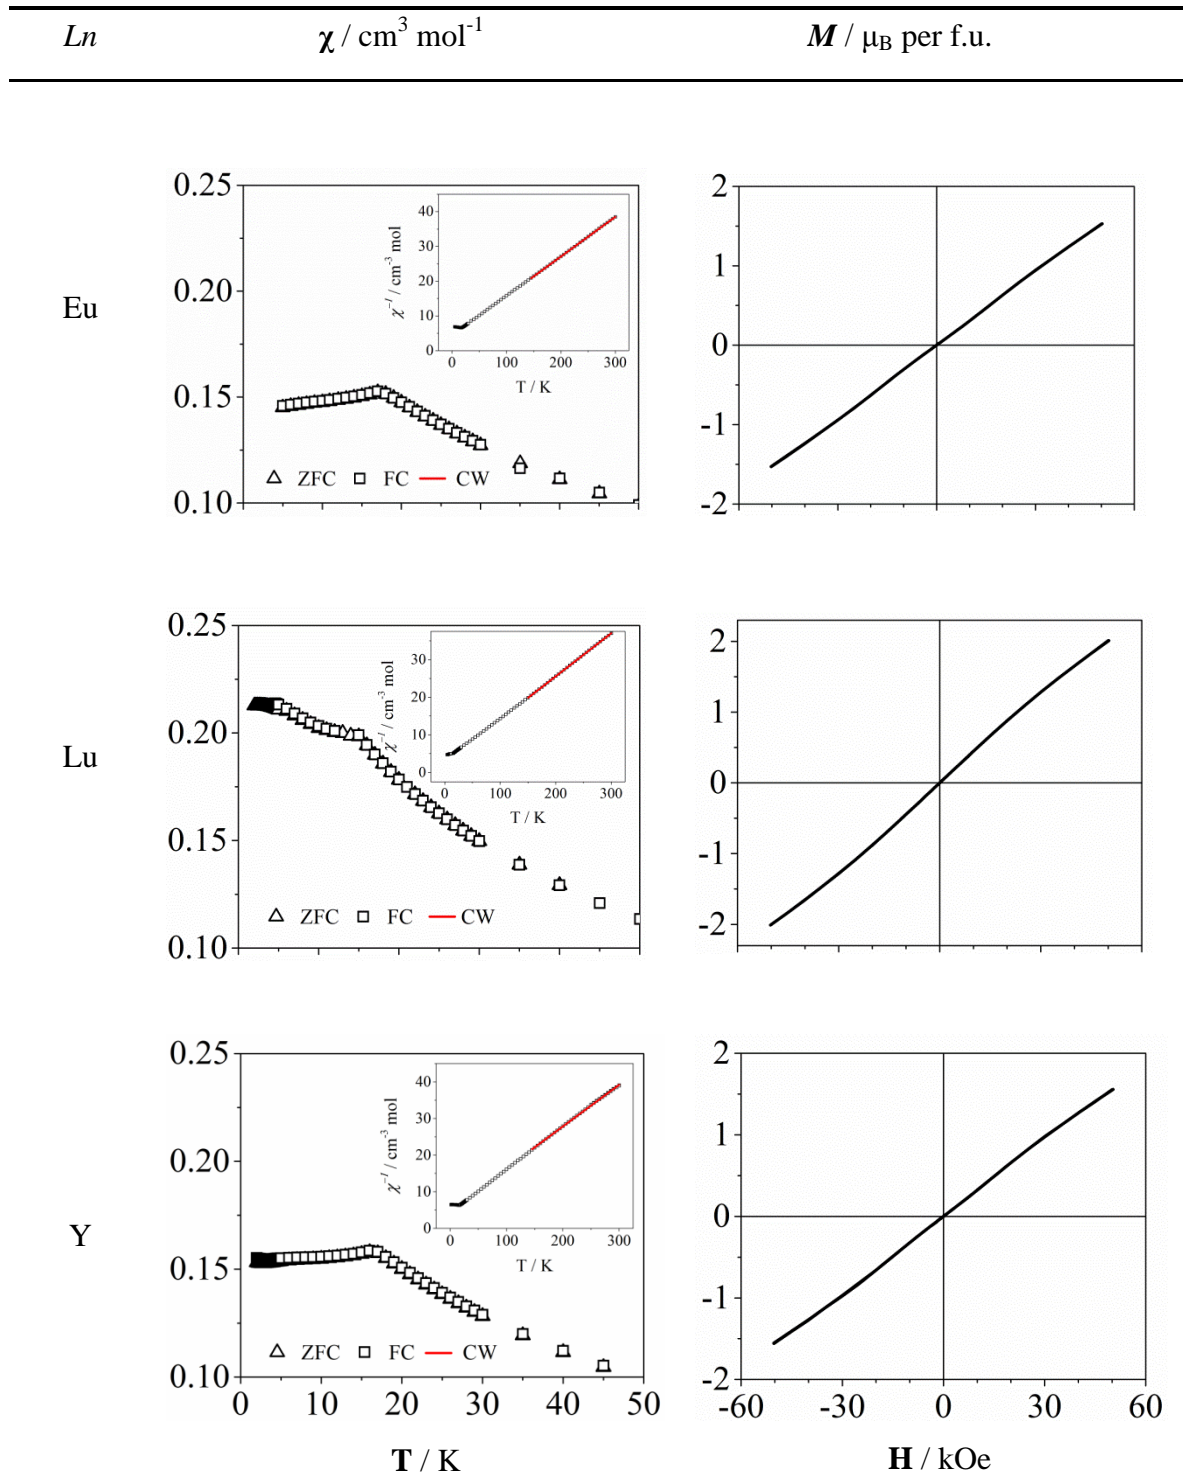 Ln χ / cm³ mol⁻¹ M / μB per f.u.
Eu
0.25
0.20
0.15
0.10
χ⁻¹ / cm⁻³ mol
40
30
20
10
0
0 100 200 300
T / K
ZFC FC CW
2
1
0
-1
-2
Lu
0.25
0.20
0.15
0.10
χ⁻¹ / cm⁻³ mol
30
20
10
0
0 100 200 300
T / K
ZFC FC CW
2
1
0
-1
-2
Y
0.25
0.20
0.15
0.10
χ⁻¹ / cm⁻³ mol
40
30
20
10
0
0 100 200 300
T / K
ZFC FC CW
0 10 20 30 40 50
T / K
2
1
0
-1
-2
-60 -30 0 30 60
H / kOe